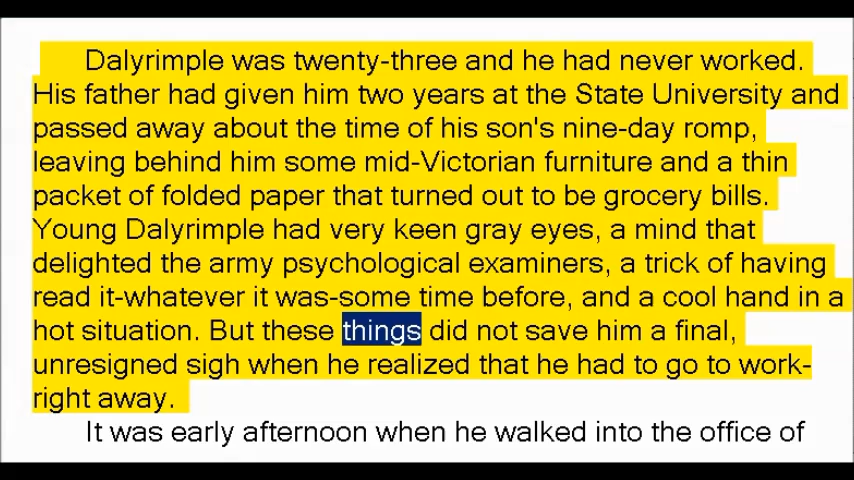 Dalyrimple was twenty-three and he had never worked.
His father had given him two years at the State University and
passed away about the time of his son's nine-day romp,
leaving behind him some mid-Victorian furniture and a thin
packet of folded paper that turned out to be grocery bills.
Young Dalyrimple had very keen gray eyes, a mind that
delighted the army psychological examiners, a trick of having
read it-whatever it was-some time before, and a cool hand in a
hot situation. But these things did not save him a final,
unresigned sigh when he realized that he had to go to work-
right away.
It was early afternoon when he walked into the office of